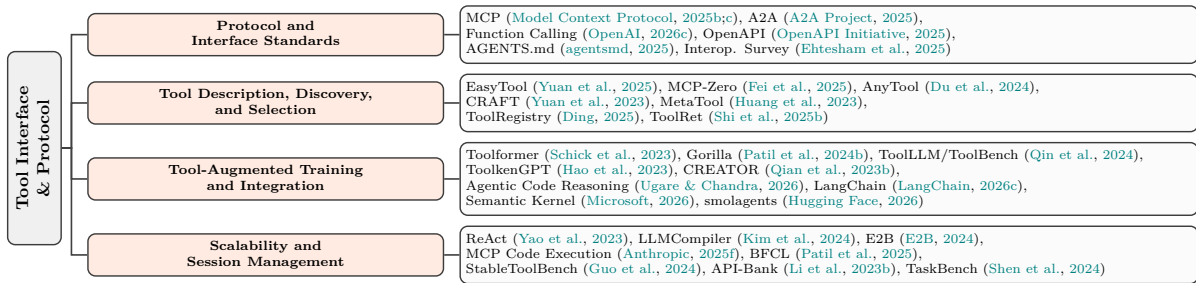 Tool Interface
& Protocol
Protocol and
Interface Standards
MCP (Model Context Protocol, 2025b;c), A2A (A2A Project, 2025),
Function Calling (OpenAI, 2026c), OpenAPI (OpenAPI Initiative, 2025),
AGENTS.md (agentsmd, 2025), Interop. Survey (Ehtesham et al., 2025)
Tool Description, Discovery,
and Selection
EasyTool (Yuan et al., 2025), MCP-Zero (Fei et al., 2025), AnyTool (Du et al., 2024),
CRAFT (Yuan et al., 2023), MetaTool (Huang et al., 2023),
ToolRegistry (Ding, 2025), ToolRet (Shi et al., 2025b)
Tool-Augmented Training
and Integration
Toolformer (Schick et al., 2023), Gorilla (Patil et al., 2024b), ToolLLM/ToolBench (Qin et al., 2024),
ToolkenGPT (Hao et al., 2023), CREATOR (Qian et al., 2023b),
Agentic Code Reasoning (Ugare & Chandra, 2026), LangChain (LangChain, 2026c),
Semantic Kernel (Microsoft, 2026), smolagents (Hugging Face, 2026)
Scalability and
Session Management
ReAct (Yao et al., 2023), LLMCompiler (Kim et al., 2024), E2B (E2B, 2024),
MCP Code Execution (Anthropic, 2025f), BFCL (Patil et al., 2025),
StableToolBench (Guo et al., 2024), API-Bank (Li et al., 2023b), TaskBench (Shen et al., 2024)